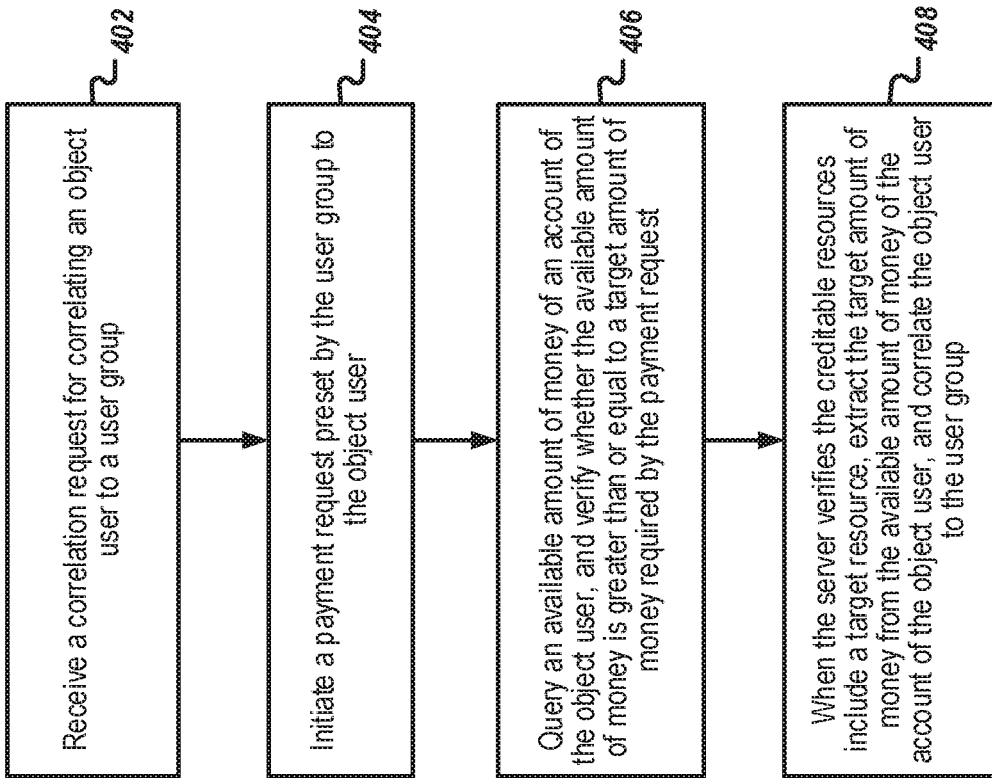 Receive a correlation request for correlating an object
user to a user group
402
Initiate a payment request preset by the user group to
the object user
404
Query an available amount of money of an account of
the object user, and verify whether the available amount
of money is greater than or equal to a target amount of
money required by the payment request
406
When the server verifies the creditable resources
include a target resource, extract the target amount of
money from the available amount of money of the
account of the object user, and correlate the object user
to the user group
408